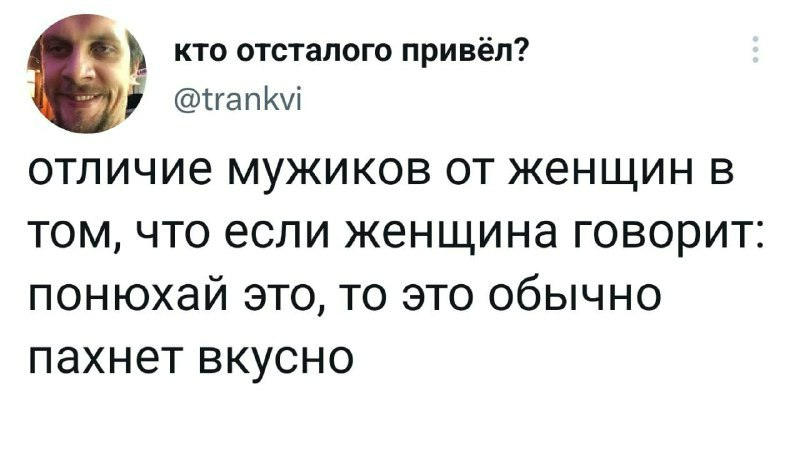 кто отсталого привёл?
@trankvi
отличие мужиков от женщин в
том, что если женщина говорит:
понюхай это, то это обычно
пахнет вкусно